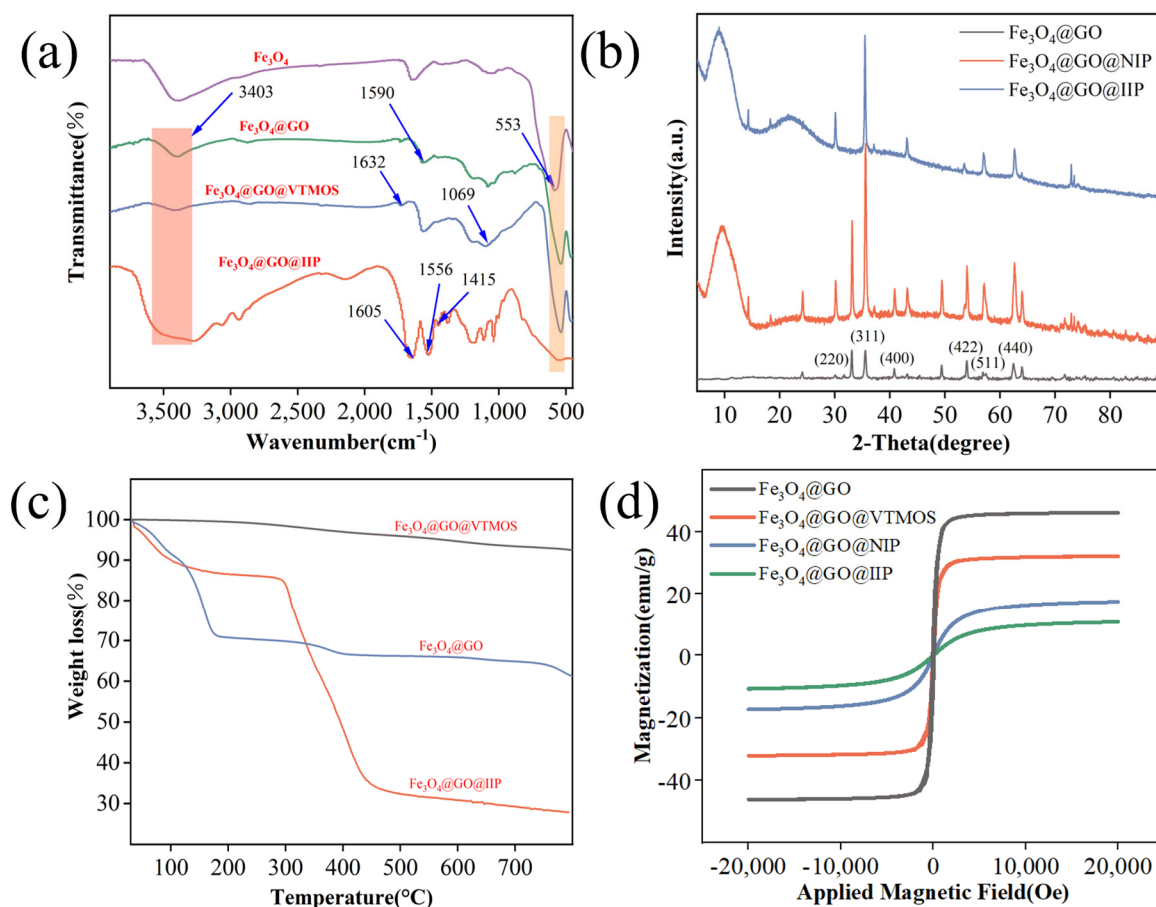 (a)
Fe₃O₄
3403
1590
Fe₃O₄@GO
553
1632
Fe₃O₄@GO@VTMOS
1069
Fe₃O₄@GO@IIP
1556
1415
1605
Transmittance(%)
3,500 3,000 2,000 1,500 1,000 500
Wavenumber(cm⁻¹)
(b)
Fe₃O₄@GO
Fe₃O₄@GO@NIP
Fe₃O₄@GO@IIP
(311)
(220)
(400)
(422)
(511)
(440)
Intensity(a.u.)
10 20 30 40 50 60 70 80
2-Theta(degree)
(c)
100
90
80
70
60
50
40
30
Fe₃O₄@GO@VTMOS
Fe₃O₄@GO
Fe₃O₄@GO@IIP
Weight loss(%)
100 200 300 400 500 600 700
Temperature(°C)
(d)
Fe₃O₄@GO
Fe₃O₄@GO@VTMOS
Fe₃O₄@GO@NIP
Fe₃O₄@GO@IIP
40
20
0
-20
-40
Magnetization(emu/g)
-20,000 -10,000 0 10,000 20,000
Applied Magnetic Field(Oe)